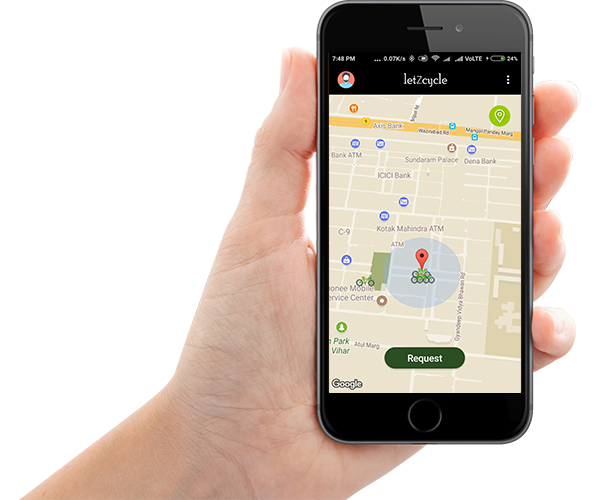 7:48 PM ... 0.07K/s VoLTE 24%
letZcycle
Axis Bank
Wazirabad Rd
Mangal Pandey Marg
Bank ATM
Sundaram Palace
Dena Bank
ICICI Bank
C-9
Kotak Mahindra ATM
ATM
onee Mobile
ervice Center
Gyandeep Vidya Bhawan Rd
n Park
Vihar
Atul Marg
Request
Google